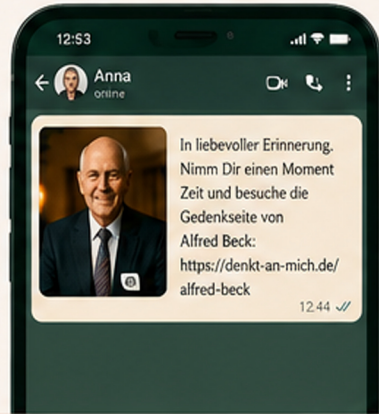 12:53
Anna
online
In liebevoller Erinnerung.
Nimm Dir einen Moment
Zeit und besuche die
Gedenkseite von
Alfred Beck:
https://denkt-an-mich.de/
alfred-beck
12.44